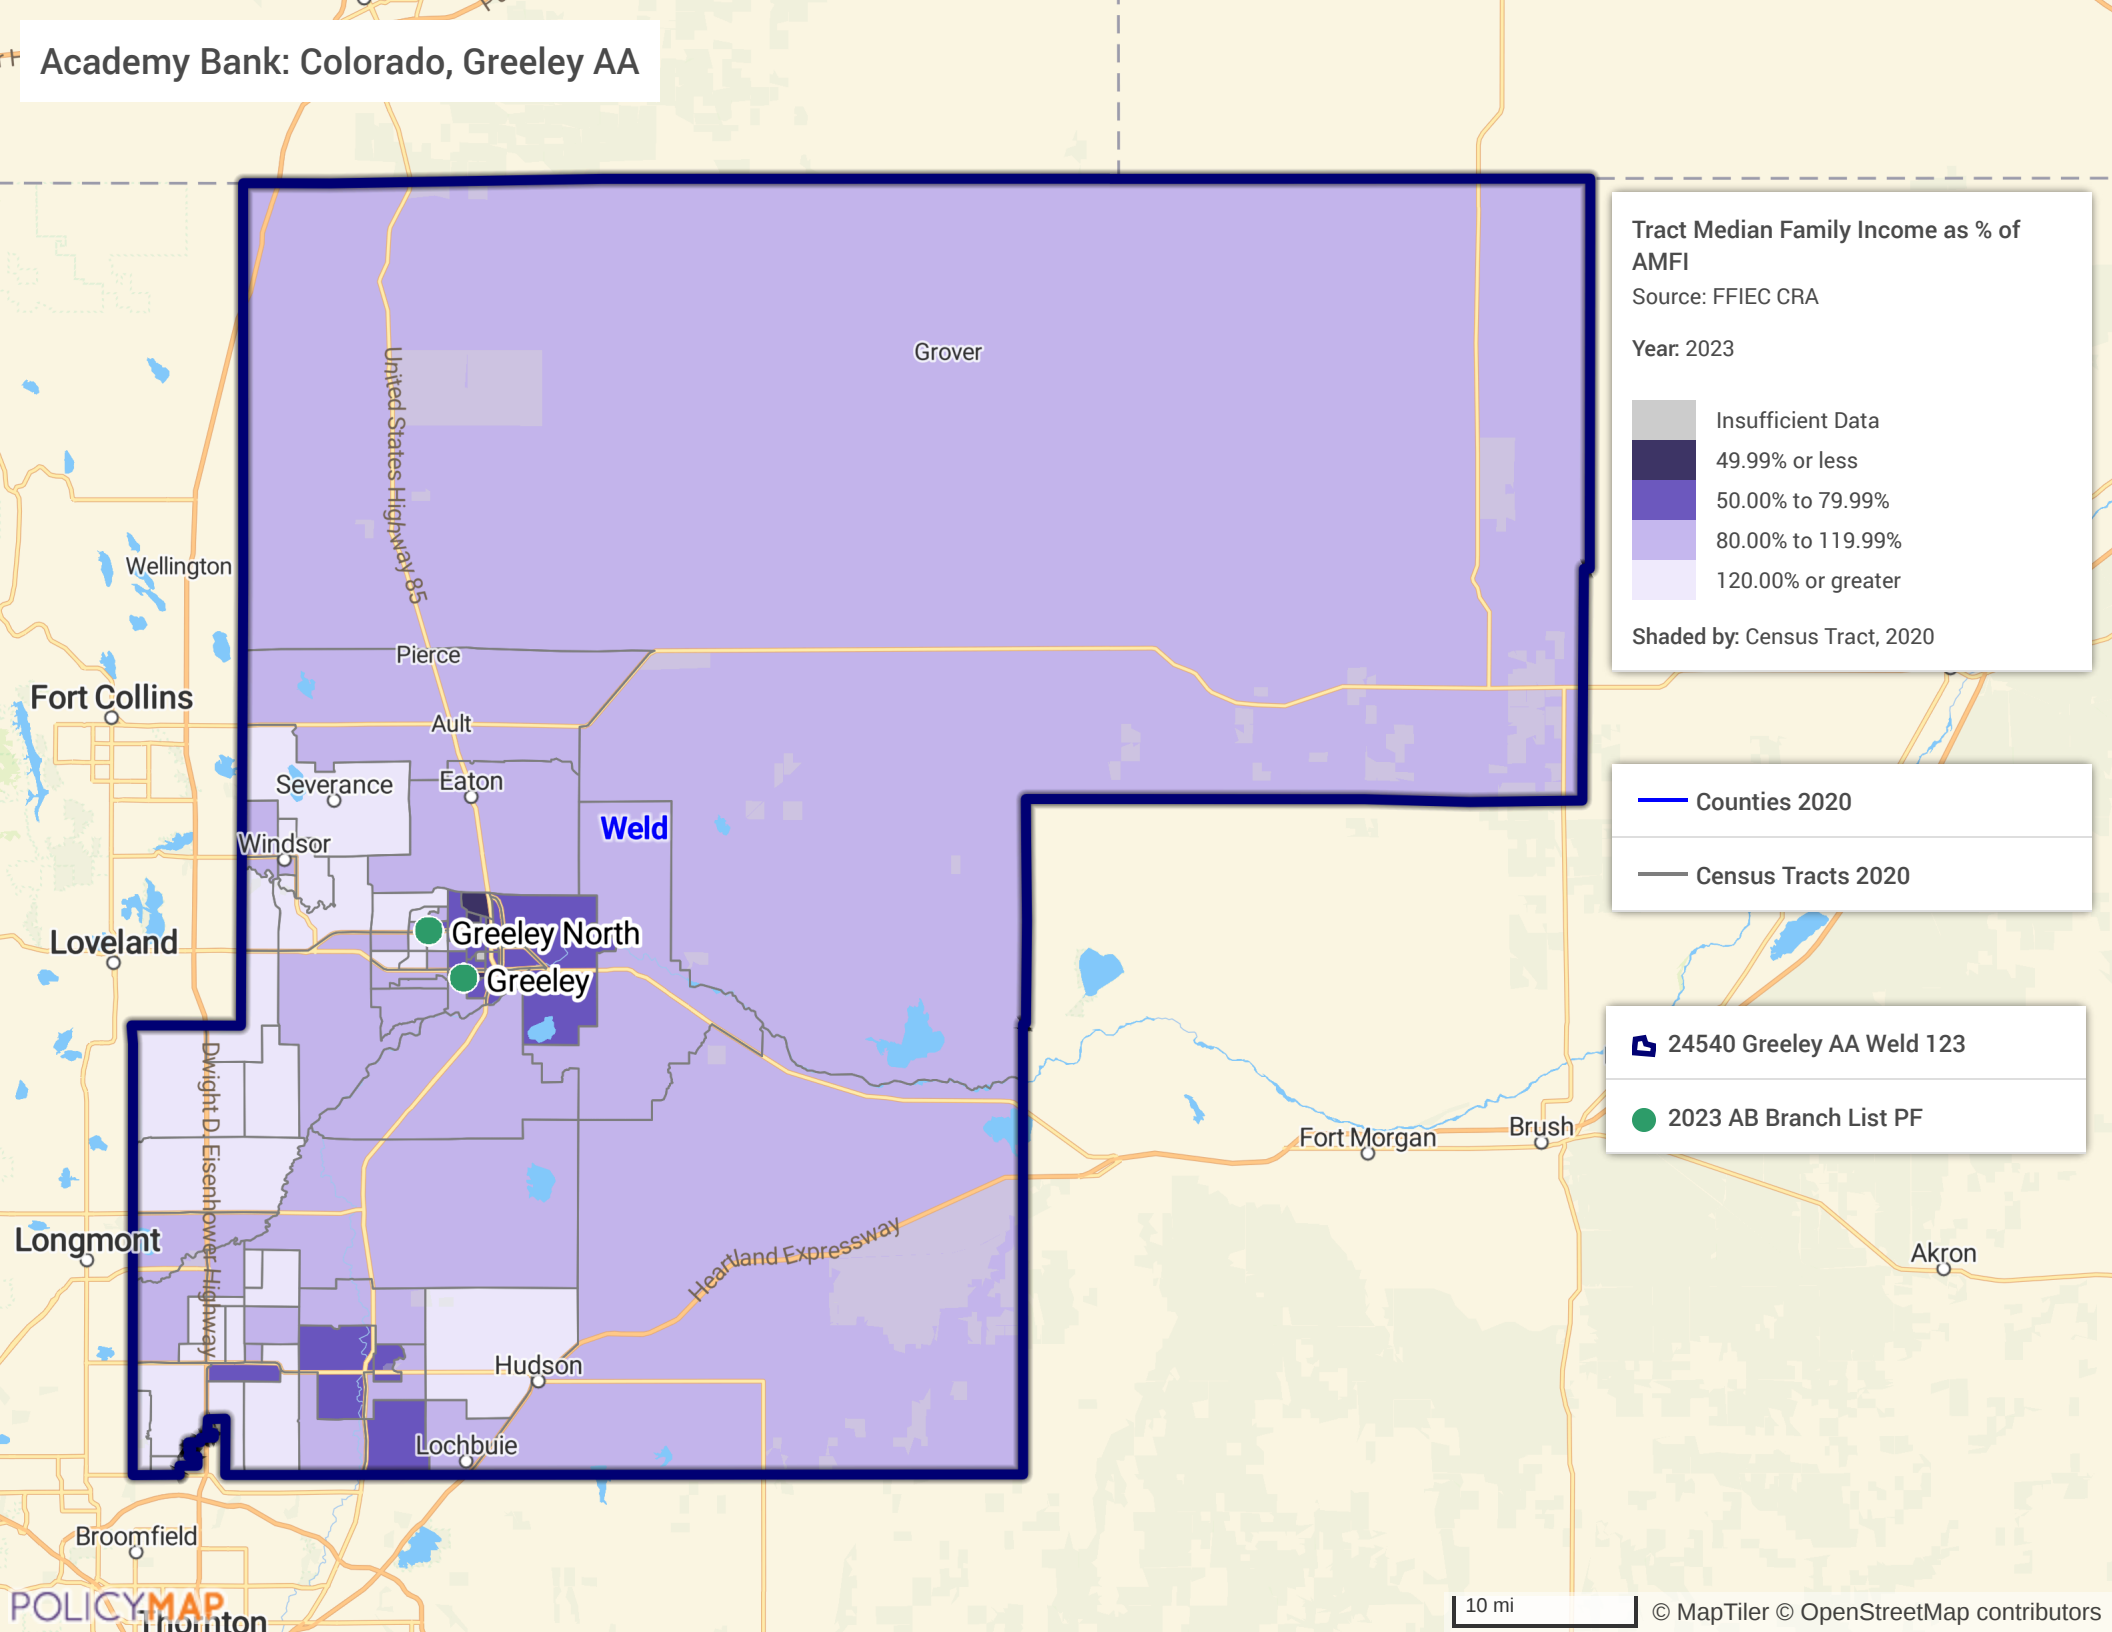 Academy Bank: Colorado, Greeley AA
Tract Median Family Income as % of
AMFI
Source: FFIEC CRA
Year: 2023
Insufficient Data
49.99% or less
50.00% to 79.99%
80.00% to 119.99%
120.00% or greater
Shaded by: Census Tract, 2020
Counties 2020
Census Tracts 2020
24540 Greeley AA Weld 123
2023 AB Branch List PF
Grover
United States Highway 85
Wellington
Pierce
Fort Collins
Ault
Severance
Eaton
Weld
Windsor
Greeley North
Loveland
Greeley
Dwight D. Eisenhower Highway
Fort Morgan
Brush
Longmont
Heartland Expressway
Akron
Hudson
Lochbuie
Broomfield
POLICYMAP
Thornton
10 mi
© MapTiler © OpenStreetMap contributors